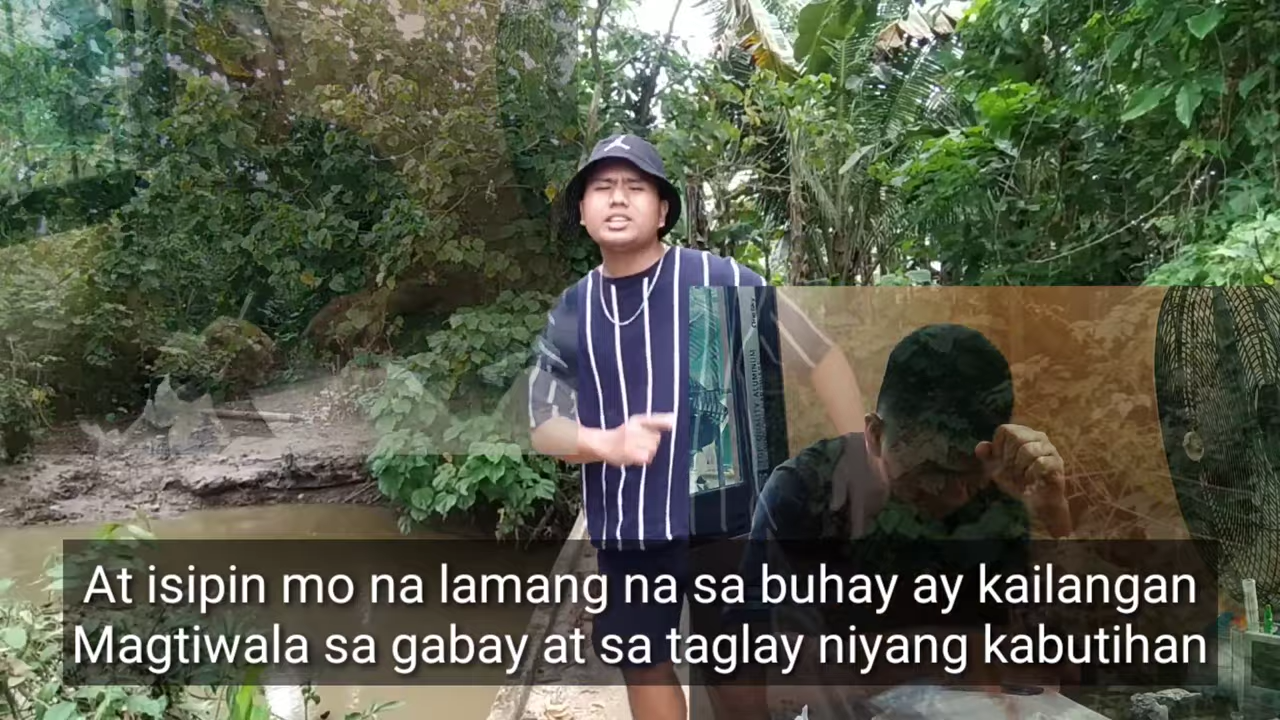 At isipin mo na lamang na sa buhay ay kailangan
Magtiwala sa gabay at sa taglay niyang kabutihan